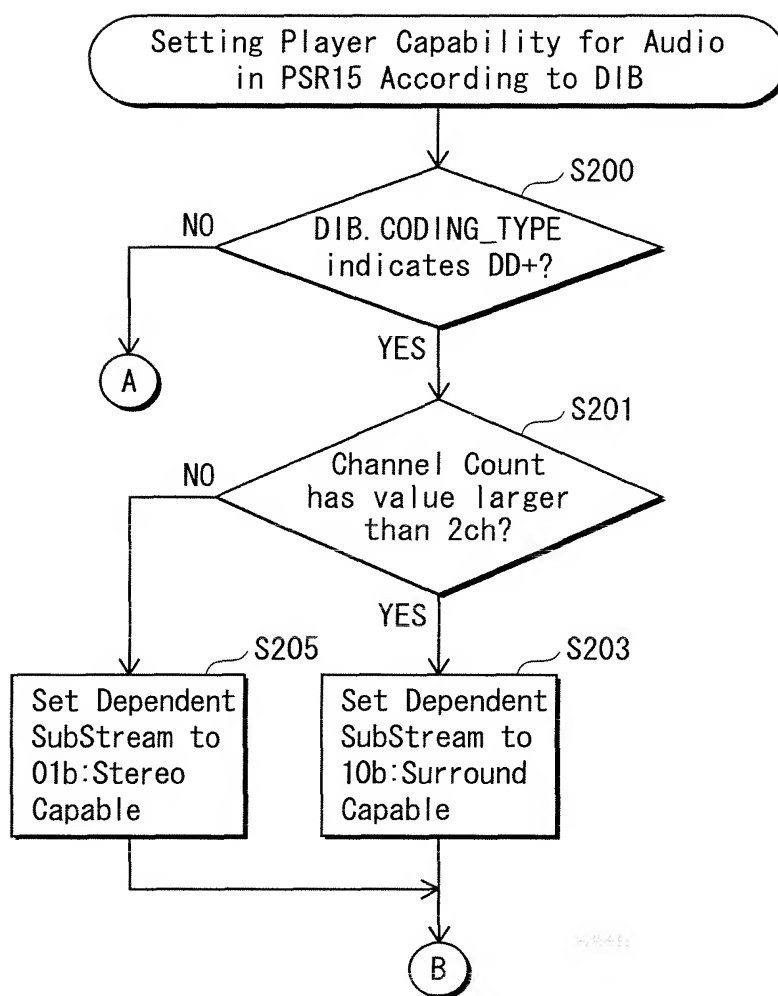 Setting Player Capability for Audio
in PSR15 According to DIB
S200
NO
DIB. CODING_TYPE
indicates DD+?
A
YES
S201
NO
Channel Count
has value larger
than 2ch?
YES
S205
S203
Set Dependent
SubStream to
01b:Stereo
Capable
Set Dependent
SubStream to
10b:Surround
Capable
B